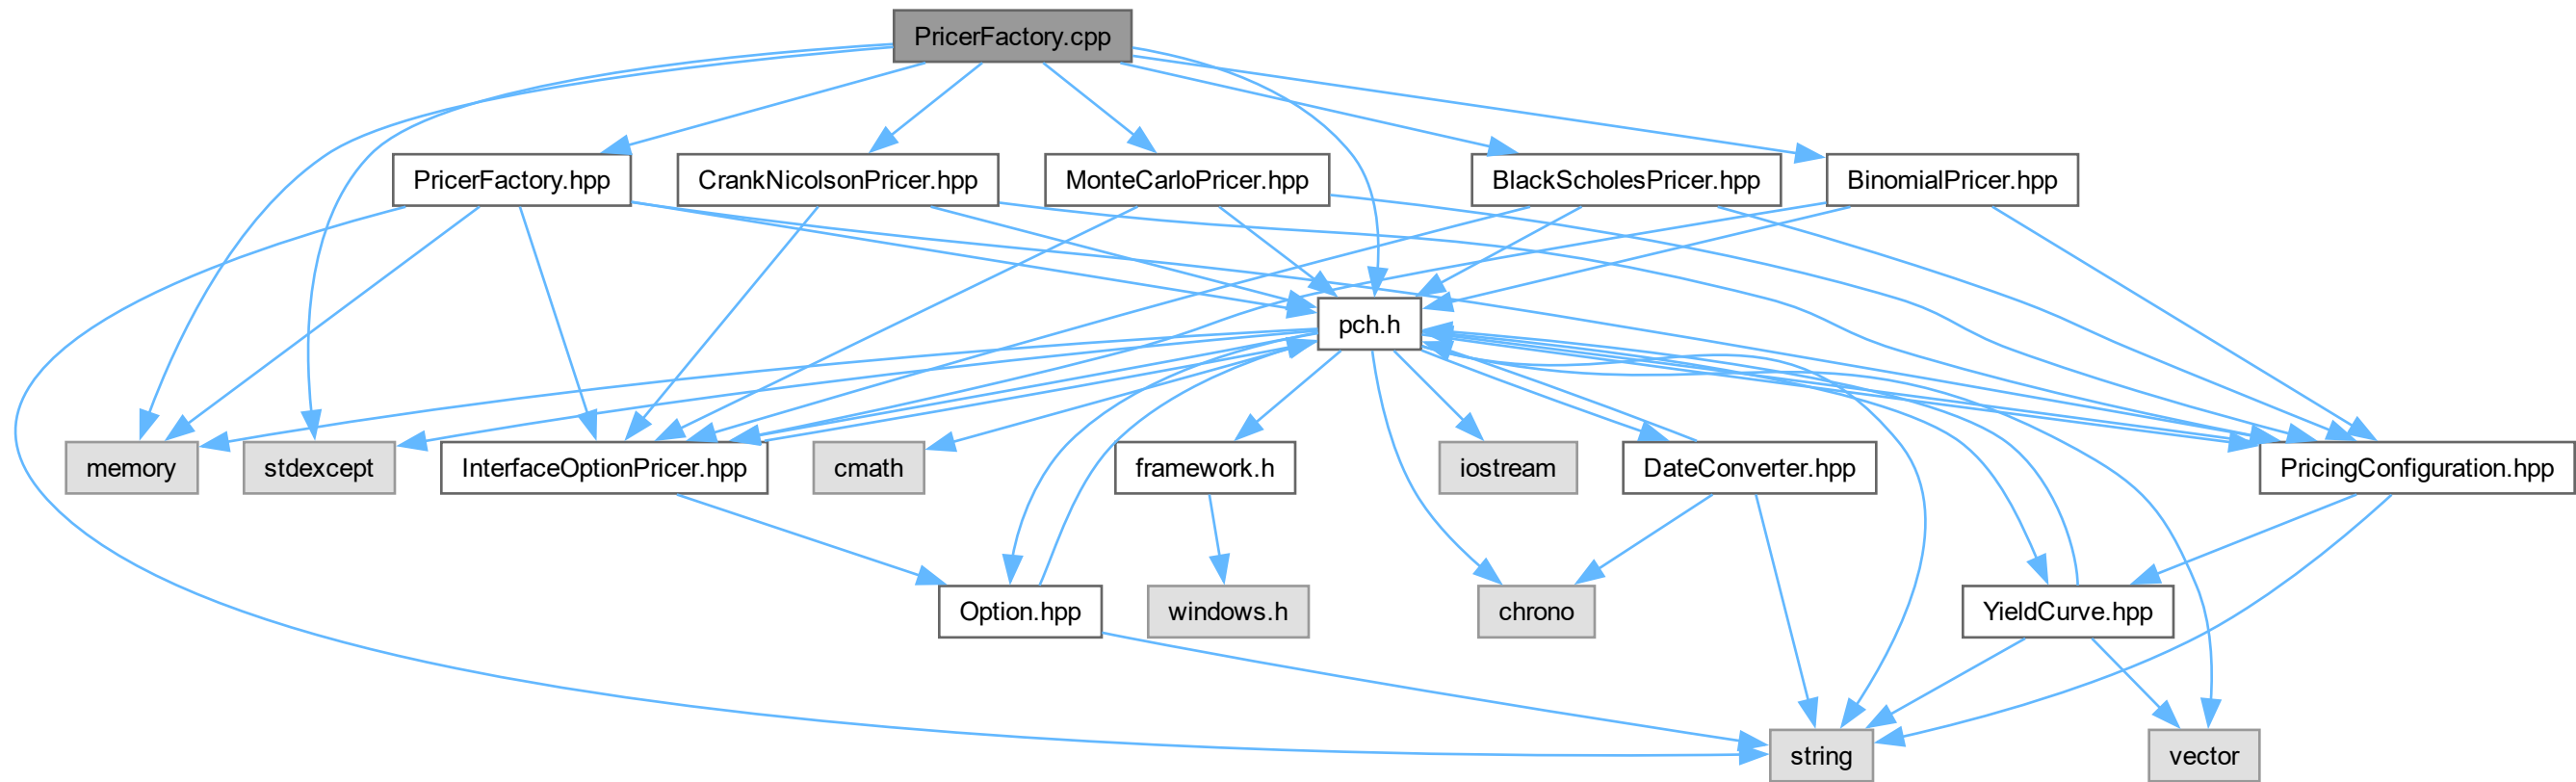 PricerFactory.cpp
PricerFactory.hpp
CrankNicolsonPricer.hpp
MonteCarloPricer.hpp
BlackScholesPricer.hpp
BinomialPricer.hpp
pch.h
memory
stdexcept
InterfaceOptionPricer.hpp
cmath
framework.h
iostream
DateConverter.hpp
PricingConfiguration.hpp
Option.hpp
windows.h
chrono
YieldCurve.hpp
string
vector